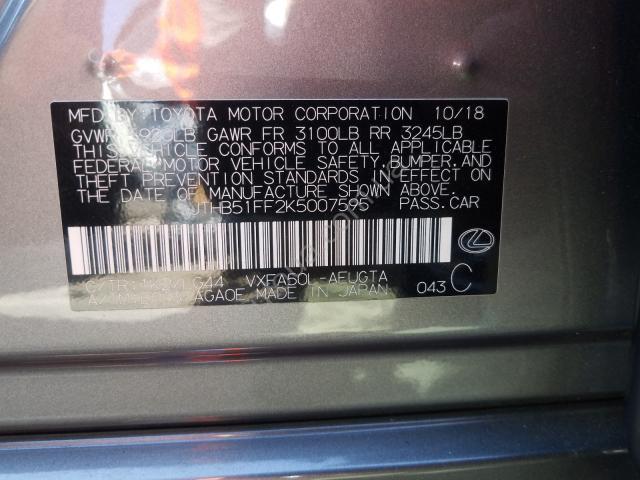 MFD. BY: TOYOTA MOTOR CORPORATION 10/18
GAWR FR 3100LB RR 3245LB
THIS VEHICLE CONFORMS TO ALL APPLICABLE
FEDERAL MOTOR VEHICLE SAFETY, BUMPER, AND
THEFT PREVENTION STANDARDS IN EFFECT
ON DATE OF MANUFACTURE SHOWN ABOVE.
JTHB51FF2K5007595 PASS.CAR
VXFA50L-AEUGTA
MADE IN JAPAN 043 C